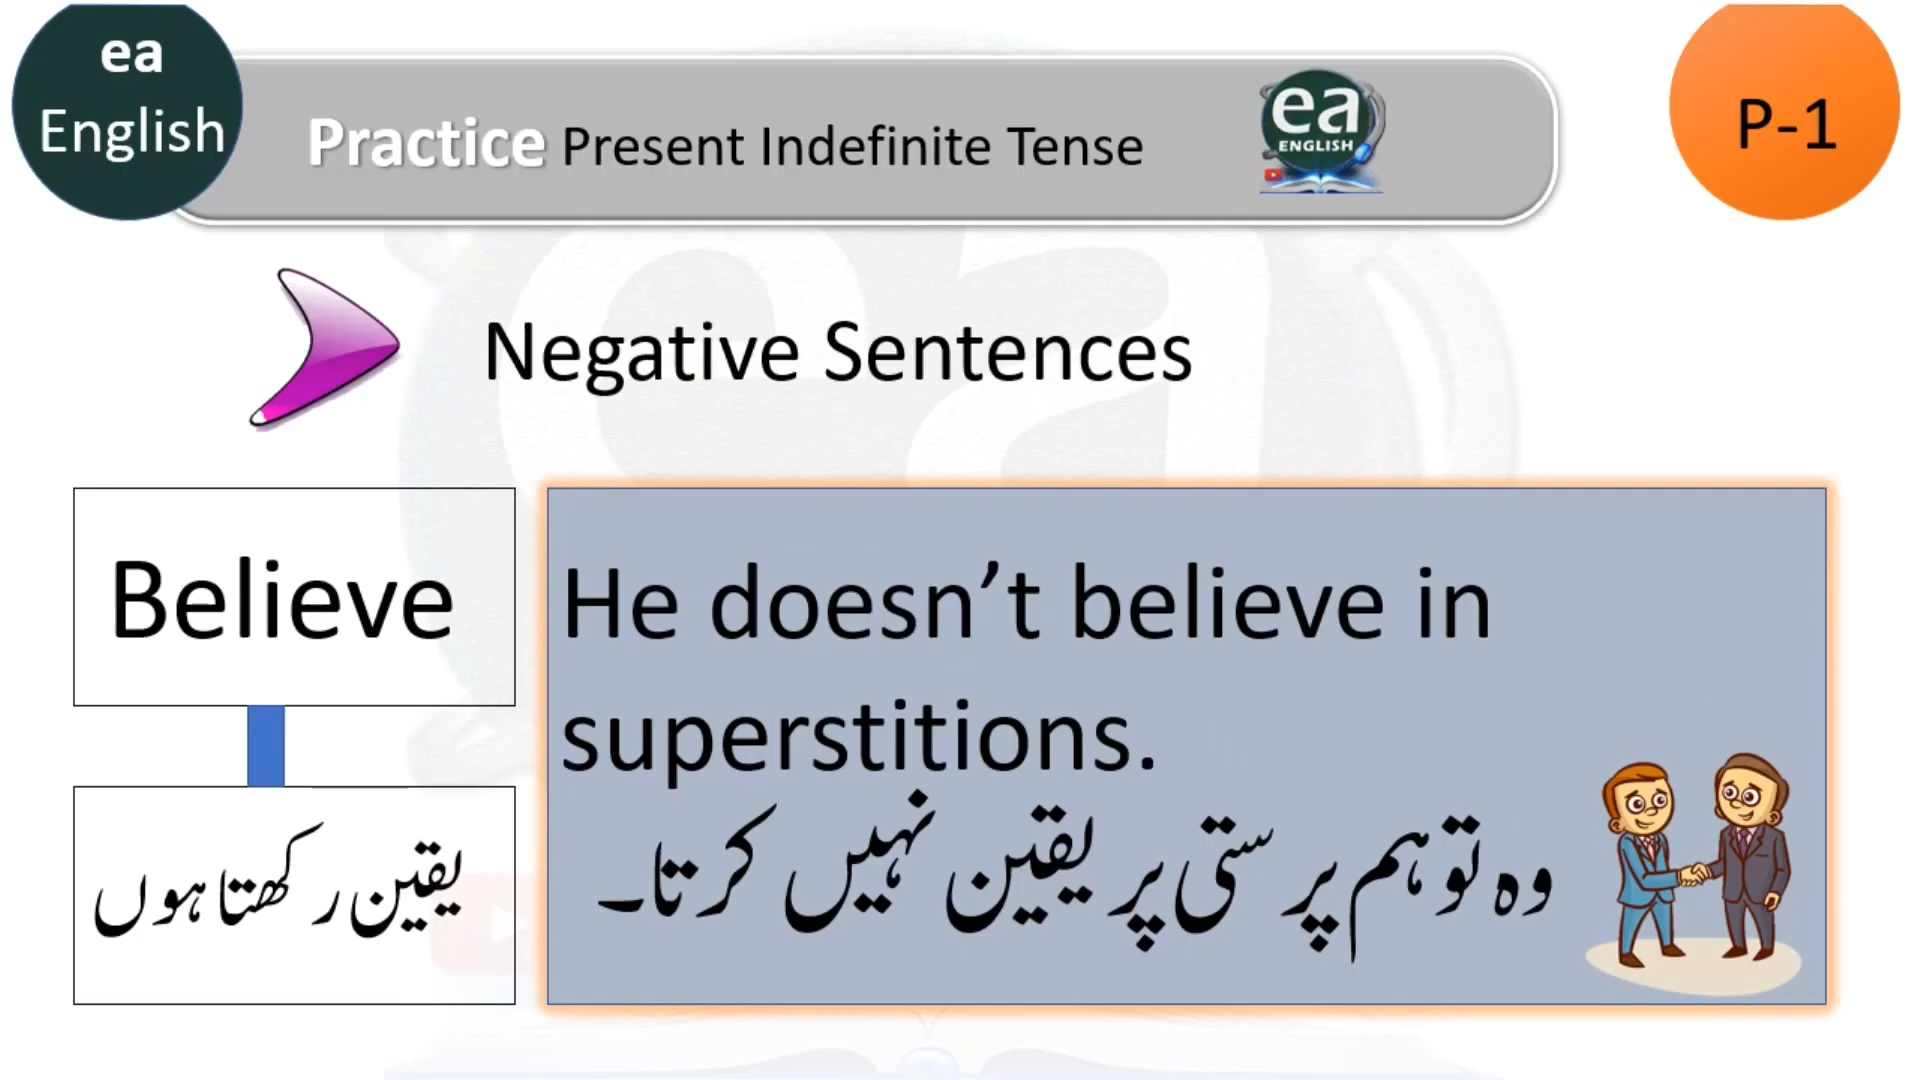 ea
English
Practice Present Indefinite Tense
ea
ENGLISH
P-1
Negative Sentences
Believe
He doesn’t believe in
superstitions.
یقین رکھتا ہوں
وہ توہم پرستی پر یقین نہیں کرتا۔